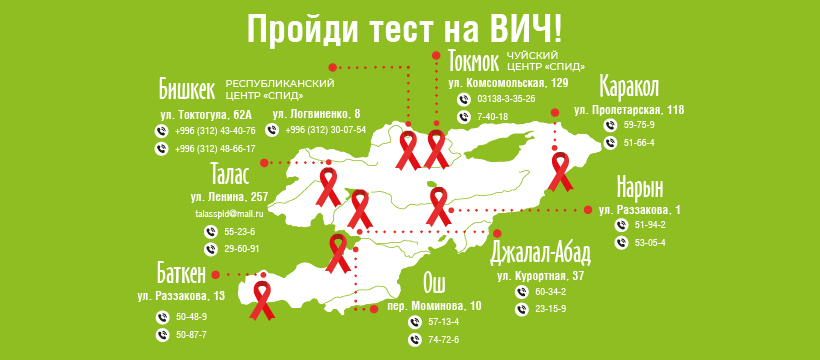 Пройди тест на ВИЧ!
Бишкек
РЕСПУБЛИКАНСКИЙ
ЦЕНТР «СПИД»
ул. Токтогула, 62А
+996 (312) 43-40-76
+996 (312) 48-66-17
ул. Логвиненко, 8
+996 (312) 30-07-54
Токмок
ЧУЙСКИЙ
ЦЕНТР «СПИД»
ул. Комсомольская, 129
03138-3-35-26
7-40-18
Каракол
ул. Пролетарская, 118
59-75-9
51-66-4
Талас
ул. Ленина, 257
talasspid@mail.ru
55-23-6
29-60-91
Нарын
ул. Раззакова, 1
51-94-2
53-05-4
Джалал-Абад
ул. Курортная, 37
60-34-2
23-15-9
Баткен
ул. Раззакова, 13
50-48-9
50-87-7
Ош
пер. Моминова, 10
57-13-4
74-72-6